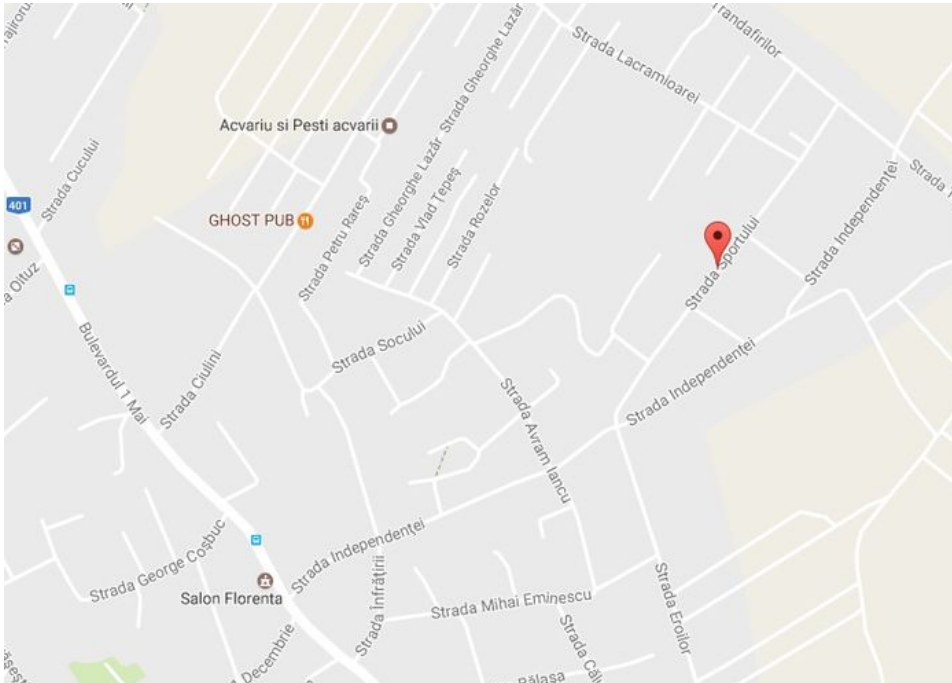 Strada Gheorghe Lazăr
Strada Lacramioarei
Trandafirilor
Acvariu si Pesti acvarii
Strada Cucului
401
GHOST PUB
Strada Petru Rareș
Strada Gheorghe Lazăr
Strada Vlad Țepeș
Strada Rozelor
Strada Independenței
Strada
Strada Sportului
Oituz
Bulevardul 1 Mai
Strada Ciulini
Strada Socului
Strada Independenței
Strada Avram Iancu
Strada George Coșbuc
Strada Independenței
Salon Florenta
Strada Înfrățirii
Strada Mihai Eminescu
Strada Eroilor
Decembrie
Strada
Bălașa